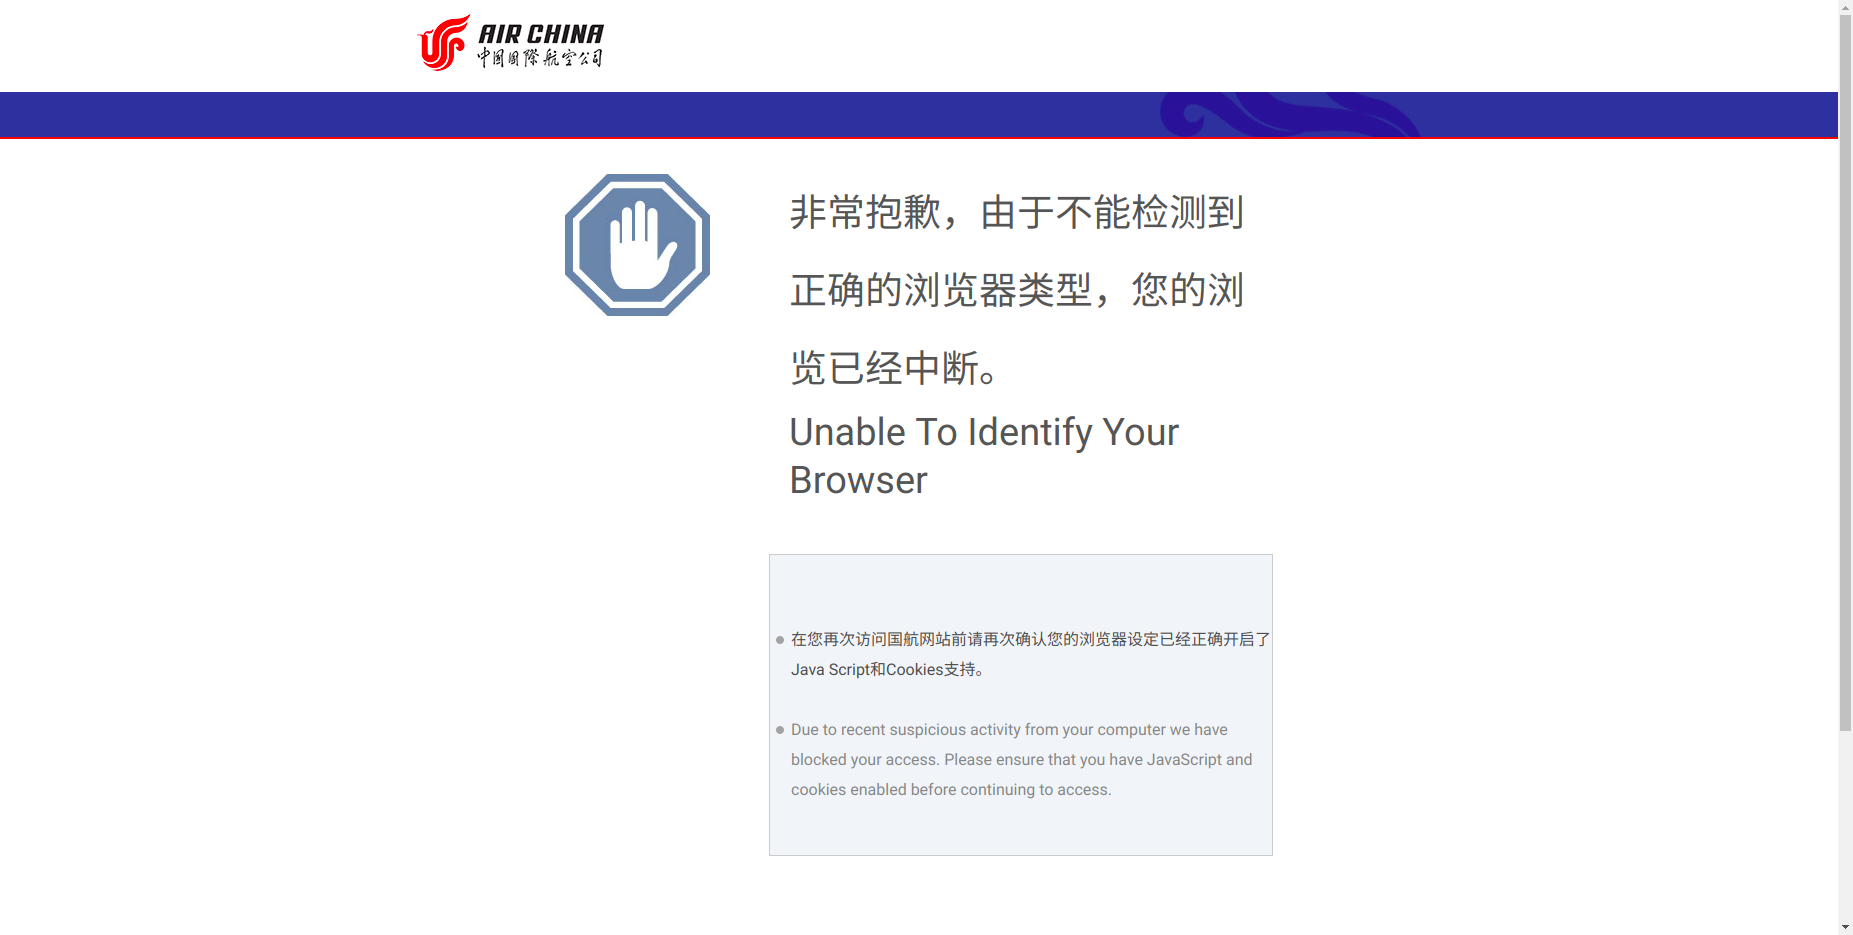 AIR CHINA
中国国際航空公司
非常抱歉，由于不能检测到
正确的浏览器类型，您的浏
览已经中断。
Unable To Identify Your
Browser
在您再次访问国航网站前请再次确认您的浏览器设定已经正确开启了
Java Script和Cookies支持。
Due to recent suspicious activity from your computer we have
blocked your access. Please ensure that you have JavaScript and
cookies enabled before continuing to access.